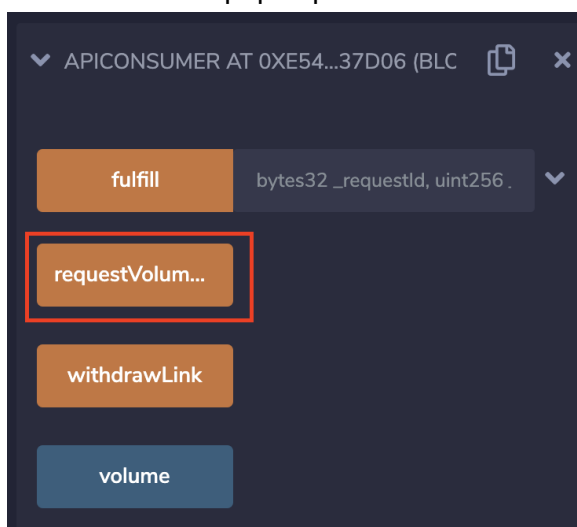 APICONSUMER AT 0XE54...37D06 (BLC
fulfill bytes32 _requestId, uint256 _
requestVolum...
withdrawLink
volume